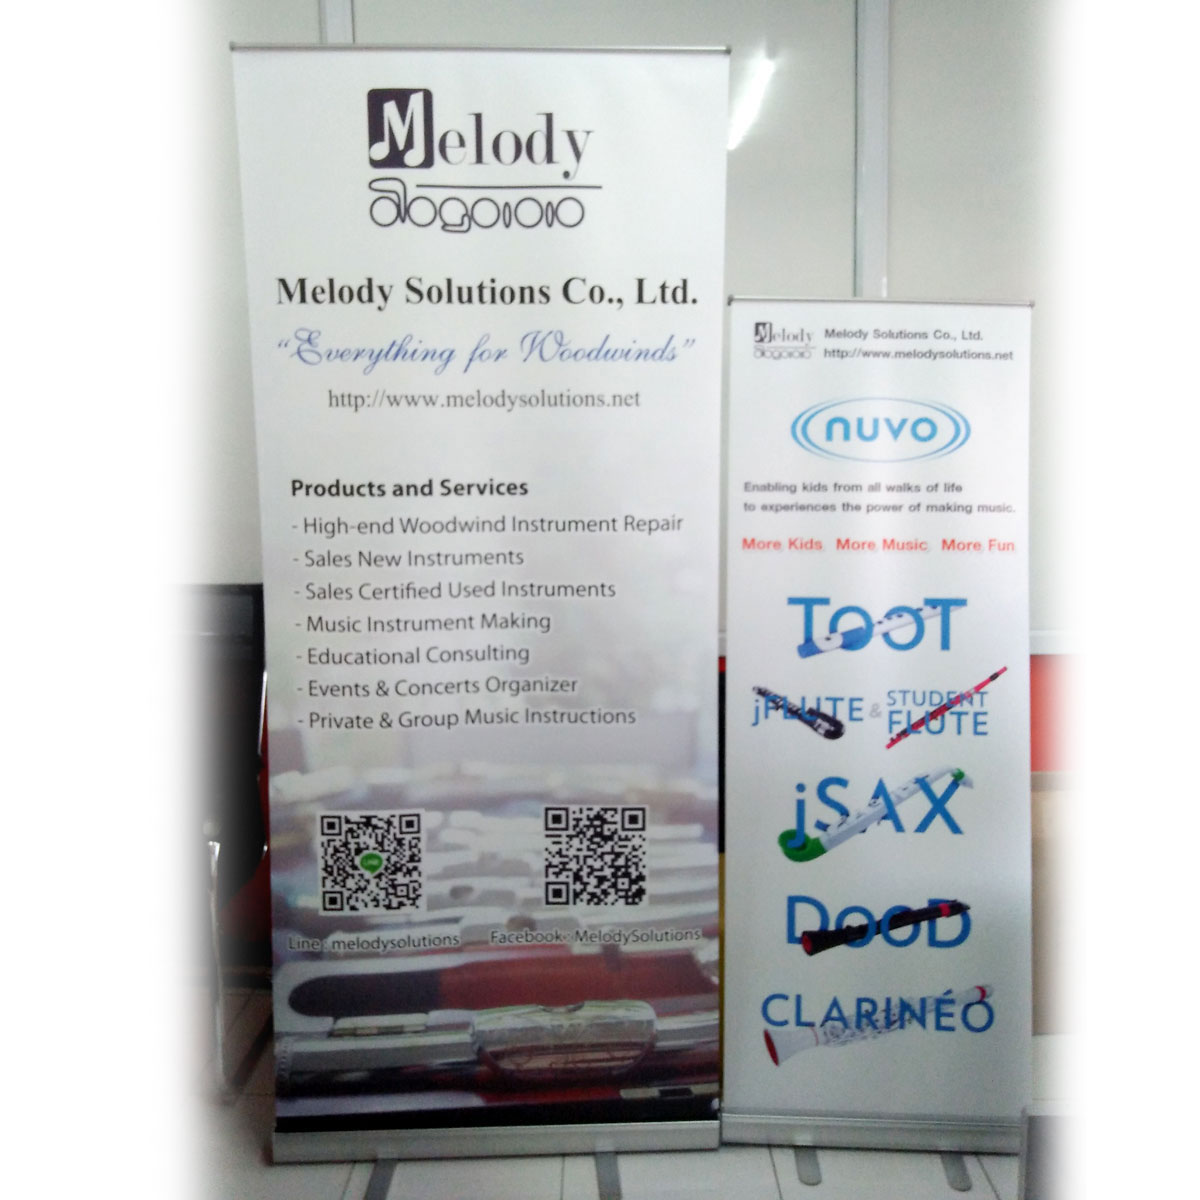 Melody
Melody Solutions Co., Ltd.
“Everything for Woodwinds”
http://www.melodysolutions.net
Products and Services
- High-end Woodwind Instrument Repair
- Sales New Instruments
- Sales Certified Used Instruments
- Music Instrument Making
- Educational Consulting
- Events & Concerts Organizer
- Private & Group Music Instructions
LINE
Line : melodysolutions
Facebook : MelodySolutions
Melody
Melody Solutions Co., Ltd.
http://www.melodysolutions.net
nuvo
Enabling kids from all walks of life
to experiences the power of making music.
More Kids More Music More Fun
TOOT
jFLUTE & STUDENT FLUTE
jSAX
DOOD
CLARINÉO